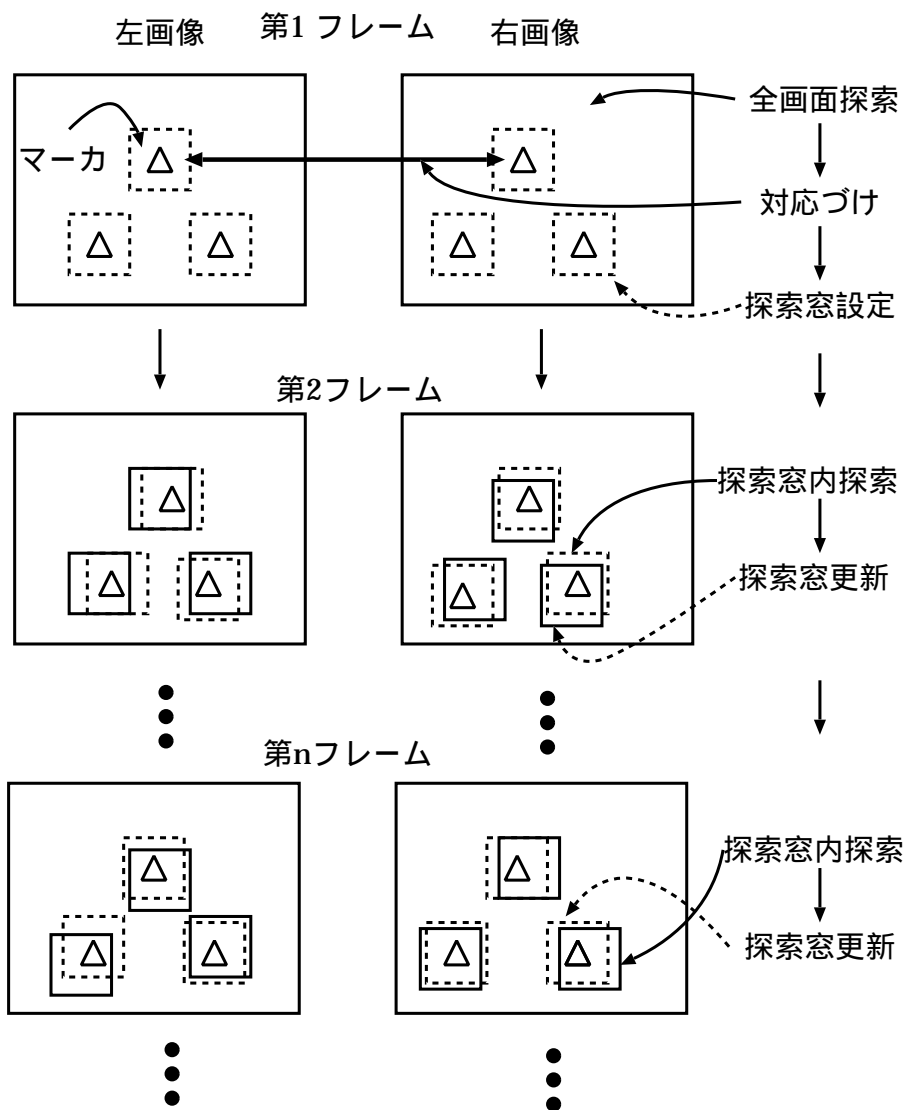 左画像
第1 フレーム
右画像
全画面探索
マーカ
対応づけ
探索窓設定
第2フレーム
探索窓内探索
探索窓更新
第nフレーム
探索窓内探索
探索窓更新